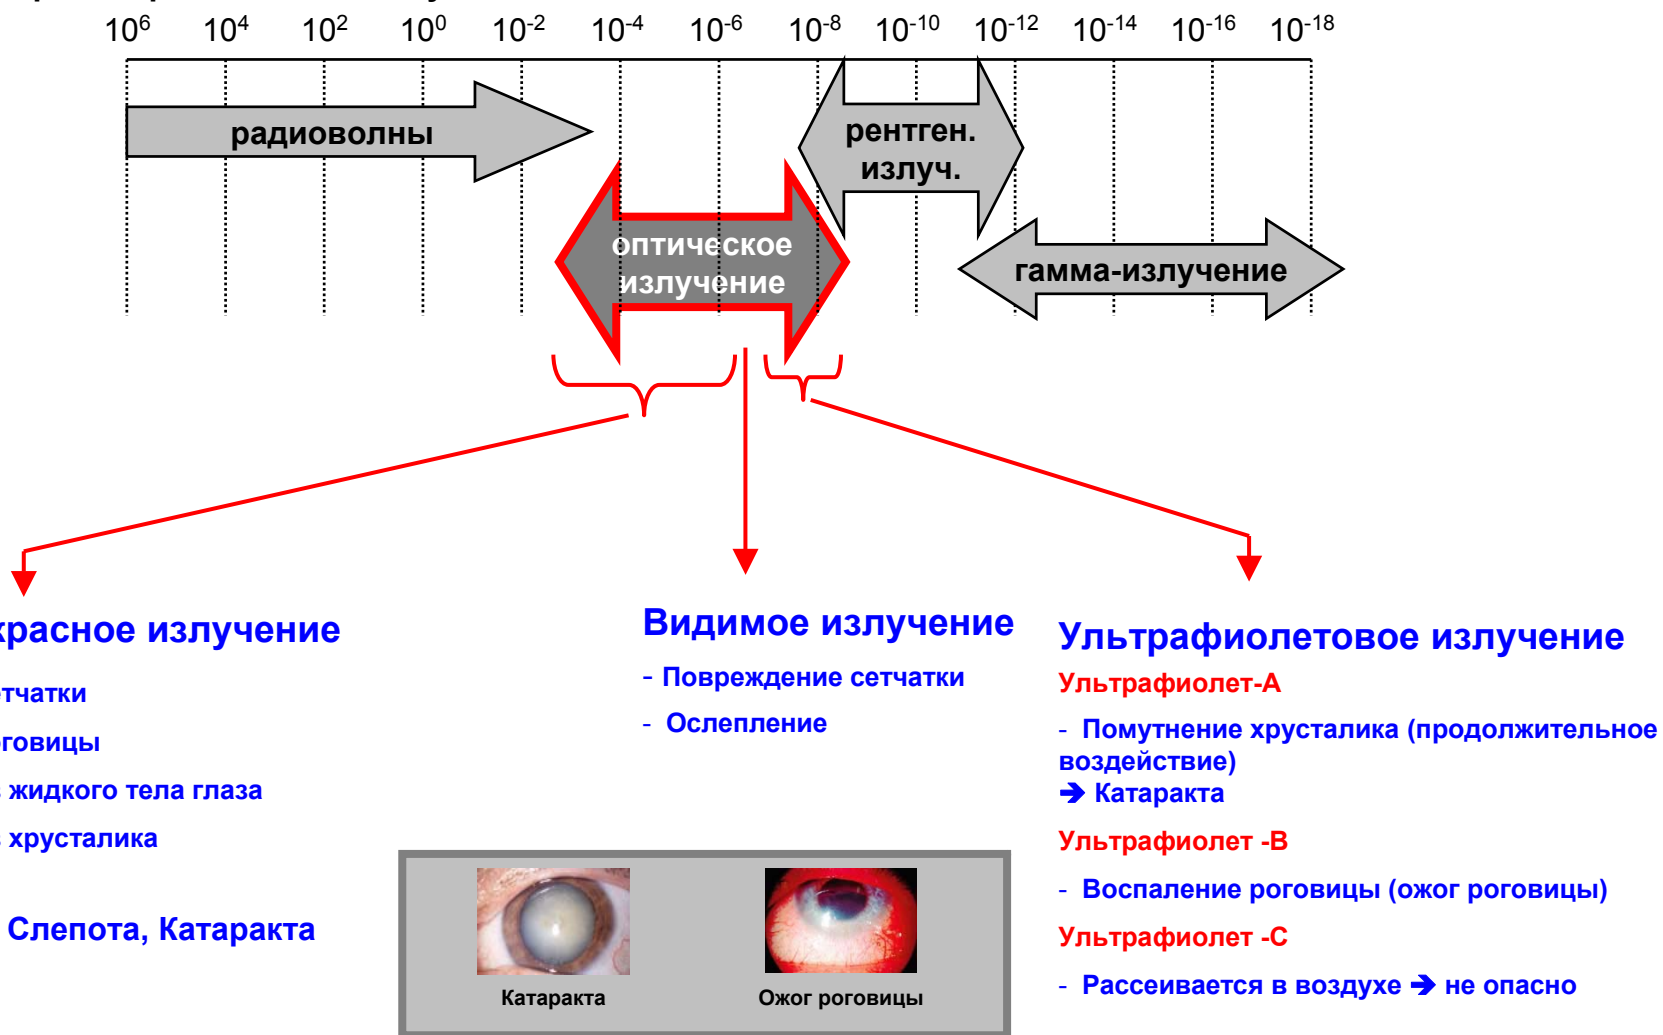 10⁶ 10⁴ 10² 10⁰ 10⁻² 10⁻⁴ 10⁻⁶ 10⁻⁸ 10⁻¹⁰ 10⁻¹² 10⁻¹⁴ 10⁻¹⁶ 10⁻¹⁸
радиоволны
рентген.
излуч.
оптическое
излучение
гамма-излучение
красное излучение
етчатки
оговицы
в жидкого тела глаза
в хрусталика
Слепота, Катаракта
Видимое излучение
- Повреждение сетчатки
- Ослепление
Катаракта
Ожог роговицы
Ультрафиолетовое излучение
Ультрафиолет-А
- Помутнение хрусталика (продолжительное
воздействие)
➔ Катаракта
Ультрафиолет -В
- Воспаление роговицы (ожог роговицы)
Ультрафиолет -С
- Рассеивается в воздухе ➔ не опасно